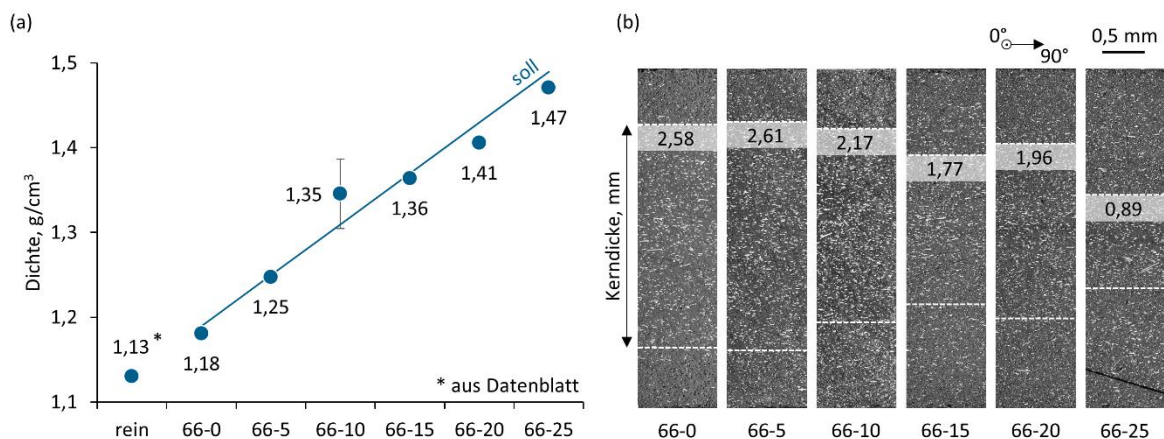 (a)
Dichte, g/cm³
1,5
1,4
1,3
1,2
1,1
soll
1,13 *
1,18
1,25
1,35
1,36
1,41
1,47
* aus Datenblatt
rein 66-0 66-5 66-10 66-15 66-20 66-25
(b)
0° 90°
0,5 mm
Kerndicke, mm
2,58 2,61 2,17 1,77 1,96 0,89
66-0 66-5 66-10 66-15 66-20 66-25